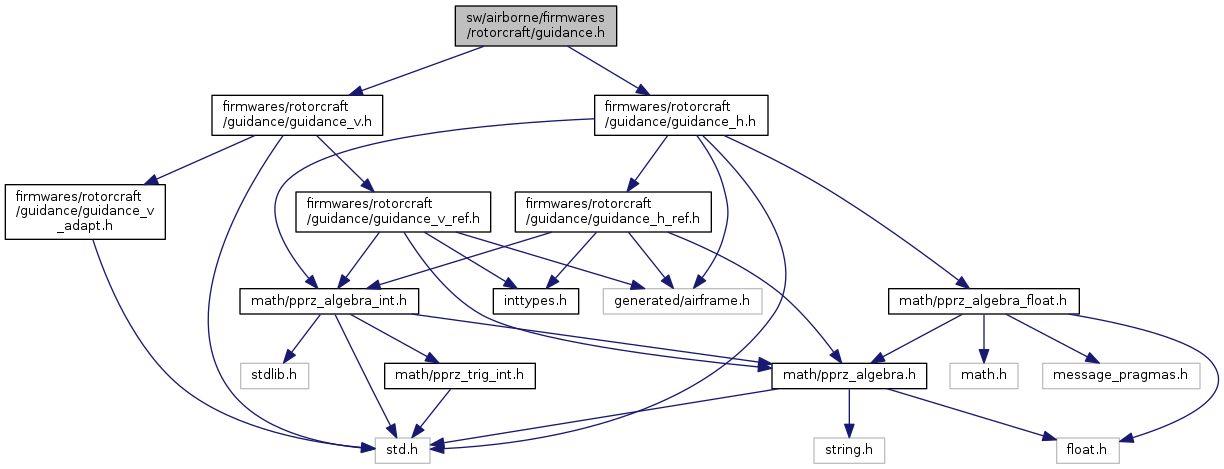 sw/airborne/firmwares
/rotorcraft/guidance.h
firmwares/rotorcraft
/guidance/guidance_v.h
firmwares/rotorcraft
/guidance/guidance_h.h
firmwares/rotorcraft
/guidance/guidance_v
_adapt.h
firmwares/rotorcraft
/guidance/guidance_v_ref.h
firmwares/rotorcraft
/guidance/guidance_h_ref.h
math/pprz_algebra_int.h
inttypes.h
generated/airframe.h
math/pprz_algebra_float.h
stdlib.h
math/pprz_trig_int.h
math/pprz_algebra.h
math.h
message_pragmas.h
std.h
string.h
float.h